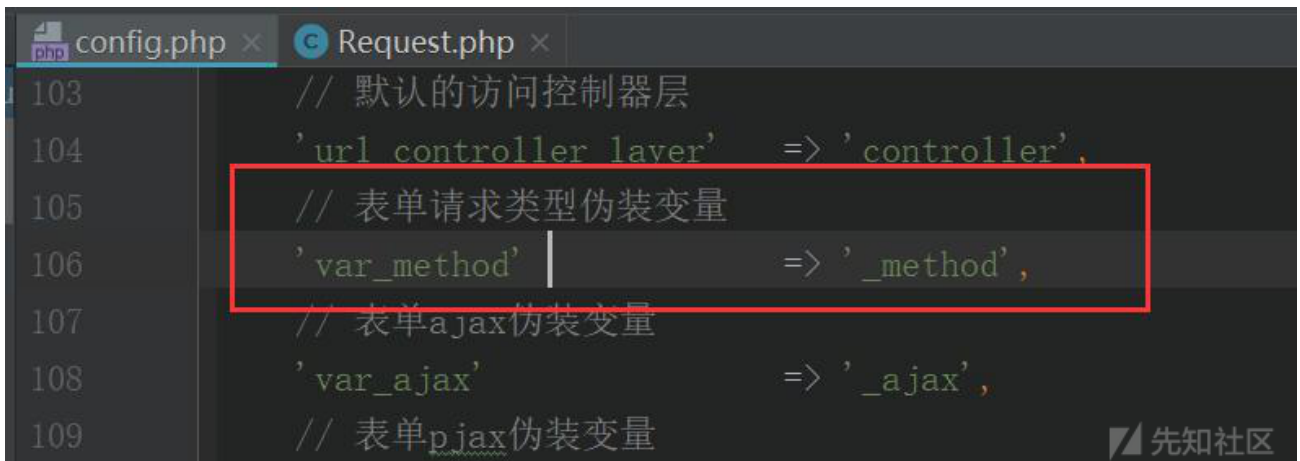 php config.php × C Request.php ×
103 // 默认的访问控制器层
104 'url_controller_layer' => 'controller',
105 // 表单请求类型伪装变量
106 'var_method' => '_method',
107 // 表单ajax伪装变量
108 'var_ajax' => '_ajax',
109 // 表单pjax伪装变量
先知社区